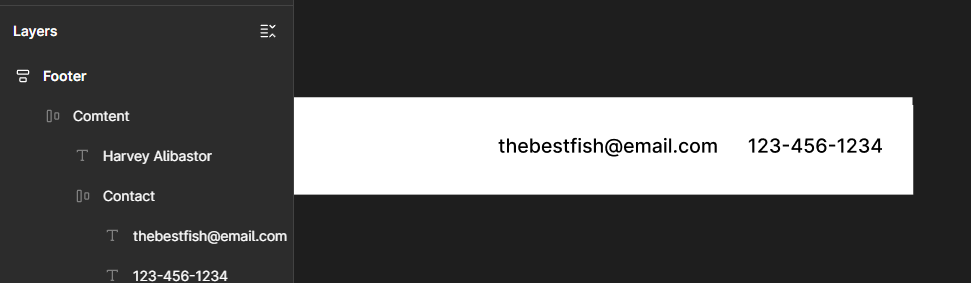 Layers
Footer
Comtent
Harvey Alibastor
Contact
thebestfish@email.com
123-456-1234
thebestfish@email.com 123-456-1234